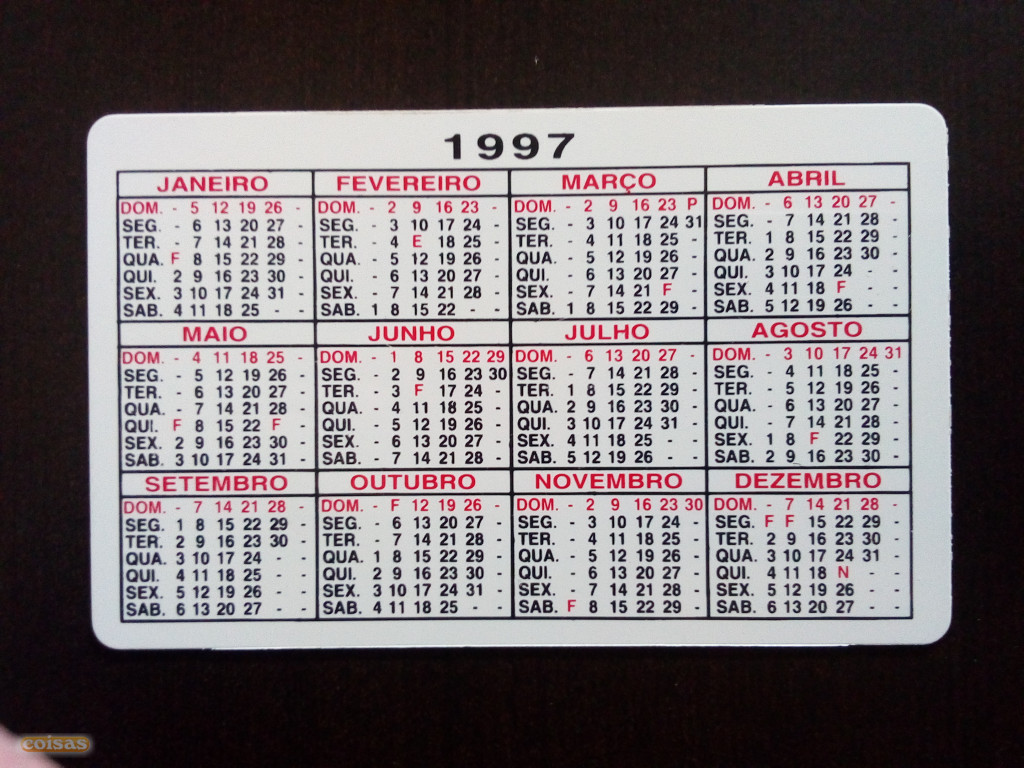 1997
JANEIRO FEVEREIRO MARÇO ABRIL
DOM. - 5 12 19 26 - DOM. - 2 9 16 23 - DOM. - 2 9 16 23 P DOM. - 6 13 20 27 -
SEG. - 6 13 20 27 - SEG. - 3 10 17 24 - SEG. - 3 10 17 24 31 SEG. - 7 14 21 28 -
TER. - 7 14 21 28 - TER. - 4 E 18 25 - TER. - 4 11 18 25 - TER. 1 8 15 22 29 -
QUA. F 8 15 22 29 - QUA. - 5 12 19 26 - QUA. - 5 12 19 26 - QUA. 2 9 16 23 30 -
QUI. 2 9 16 23 30 - QUI. - 6 13 20 27 - QUI. - 6 13 20 27 - QUI. 3 10 17 24 - -
SEX. 3 10 17 24 31 - SEX. - 7 14 21 28 - SEX. - 7 14 21 F - SEX. 4 11 18 F - -
SAB. 4 11 18 25 - - SAB. 1 8 15 22 - - SAB. 1 8 15 22 29 - SAB. 5 12 19 26 - -
MAIO JUNHO JULHO AGOSTO
DOM. - 4 11 18 25 - DOM. - 1 8 15 22 29 DOM. - 6 13 20 27 - DOM. - 3 10 17 24 31
SEG. - 5 12 19 26 - SEG. - 2 9 16 23 30 SEG. - 7 14 21 28 - SEG. - 4 11 18 25 -
TER. - 6 13 20 27 - TER. - 3 F 17 24 - TER. 1 8 15 22 29 - TER. - 5 12 19 26 -
QUA. - 7 14 21 28 - QUA. - 4 11 18 25 - QUA. 2 9 16 23 30 - QUA. - 6 13 20 27 -
QUI. F 8 15 22 F - QUI. - 5 12 19 26 - QUI. 3 10 17 24 31 - QUI. - 7 14 21 28 -
SEX. 2 9 16 23 30 - SEX. - 6 13 20 27 - SEX. 4 11 18 25 - - SEX. 1 8 F 22 29 -
SAB. 3 10 17 24 31 - SAB. - 7 14 21 28 - SAB. 5 12 19 26 - - SAB. 2 9 16 23 30 -
SETEMBRO OUTUBRO NOVEMBRO DEZEMBRO
DOM. - 7 14 21 28 - DOM. - F 12 19 26 - DOM. - 2 9 16 23 30 DOM. - 7 14 21 28 -
SEG. 1 8 15 22 29 - SEG. - 6 13 20 27 - SEG. - 3 10 17 24 - SEG. F F 15 22 29 -
TER. 2 9 16 23 30 - TER. - 7 14 21 28 - TER. - 4 11 18 25 - TER. 2 9 16 23 30 -
QUA. 3 10 17 24 - - QUA. 1 8 15 22 29 - QUA. - 5 12 19 26 - QUA. 3 10 17 24 31 -
QUI. 4 11 18 25 - - QUI. 2 9 16 23 30 - QUI. - 6 13 20 27 - QUI. 4 11 18 N - -
SEX. 5 12 19 26 - - SEX. 3 10 17 24 31 - SEX. - 7 14 21 28 - SEX. 5 12 19 26 - -
SAB. 6 13 20 27 - - SAB. 4 11 18 25 - - SAB. F 8 15 22 29 - SAB. 6 13 20 27 - -
coisas